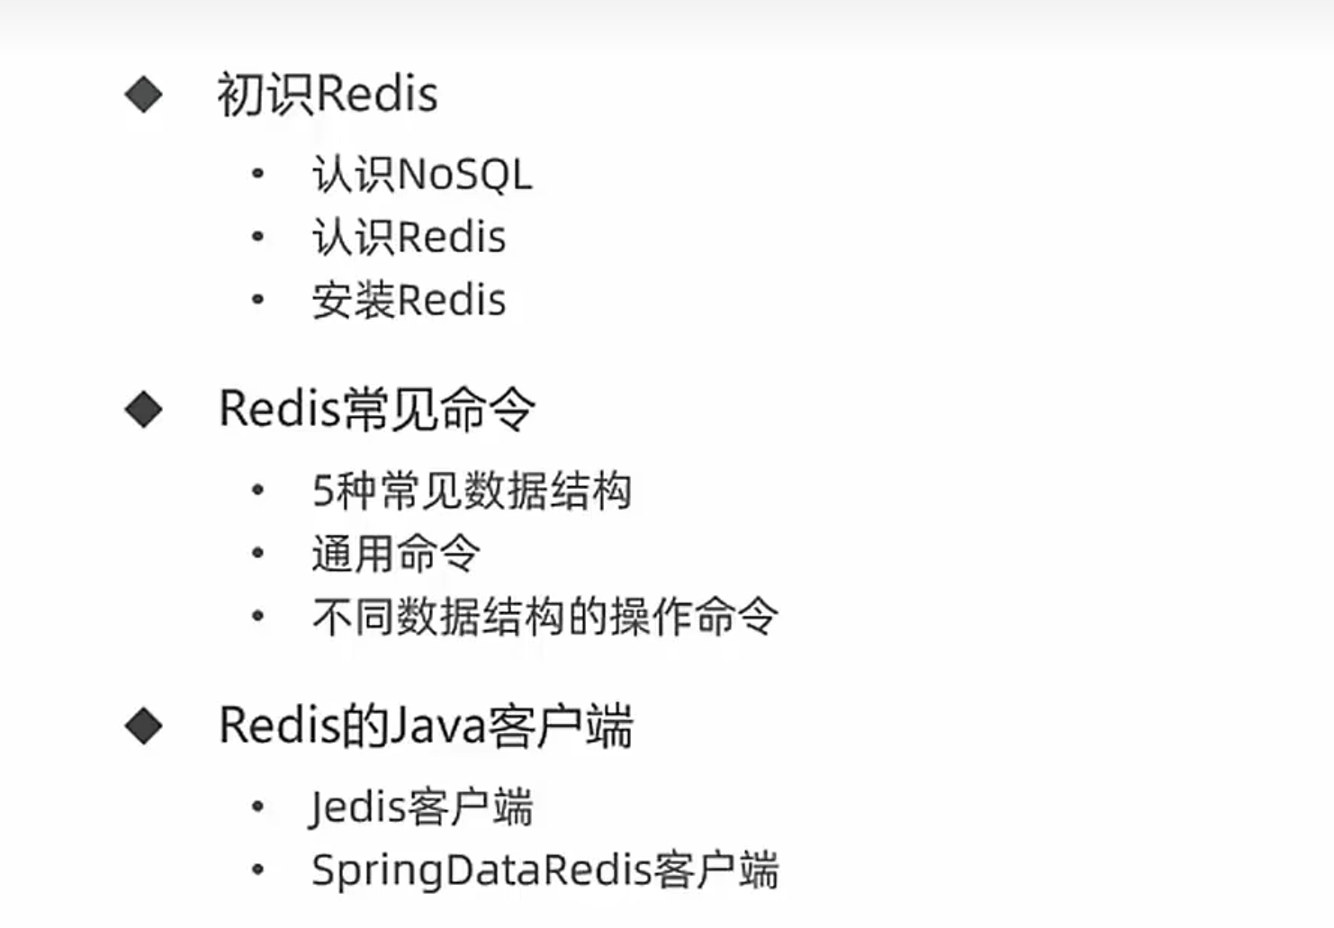 初识Redis
认识NoSQL
认识Redis
安装Redis
Redis常见命令
5种常见数据结构
通用命令
不同数据结构的操作命令
Redis的Java客户端
Jedis客户端
SpringDataRedis客户端